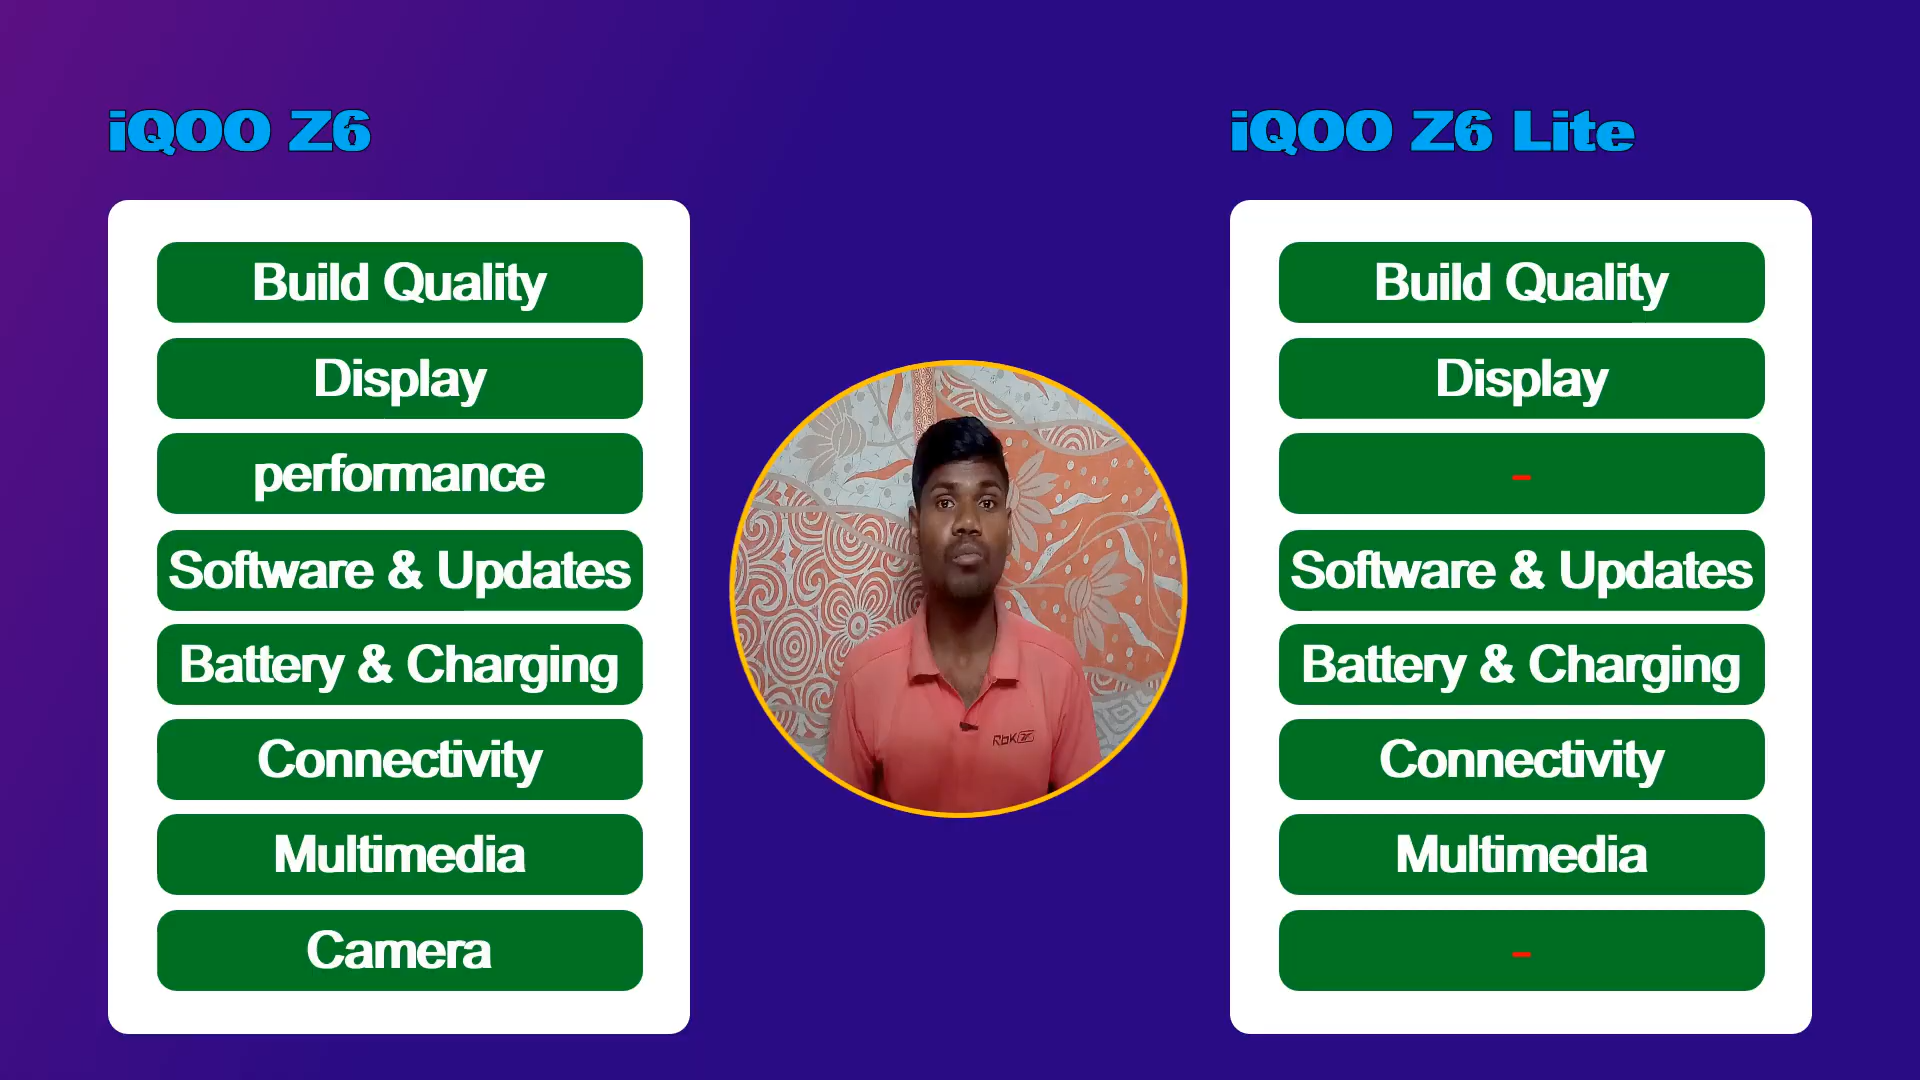 iQOO Z6
Build Quality
Display
performance
Software & Updates
Battery & Charging
Connectivity
Multimedia
Camera
RbK
iQOO Z6 Lite
Build Quality
Display
-
Software & Updates
Battery & Charging
Connectivity
Multimedia
-